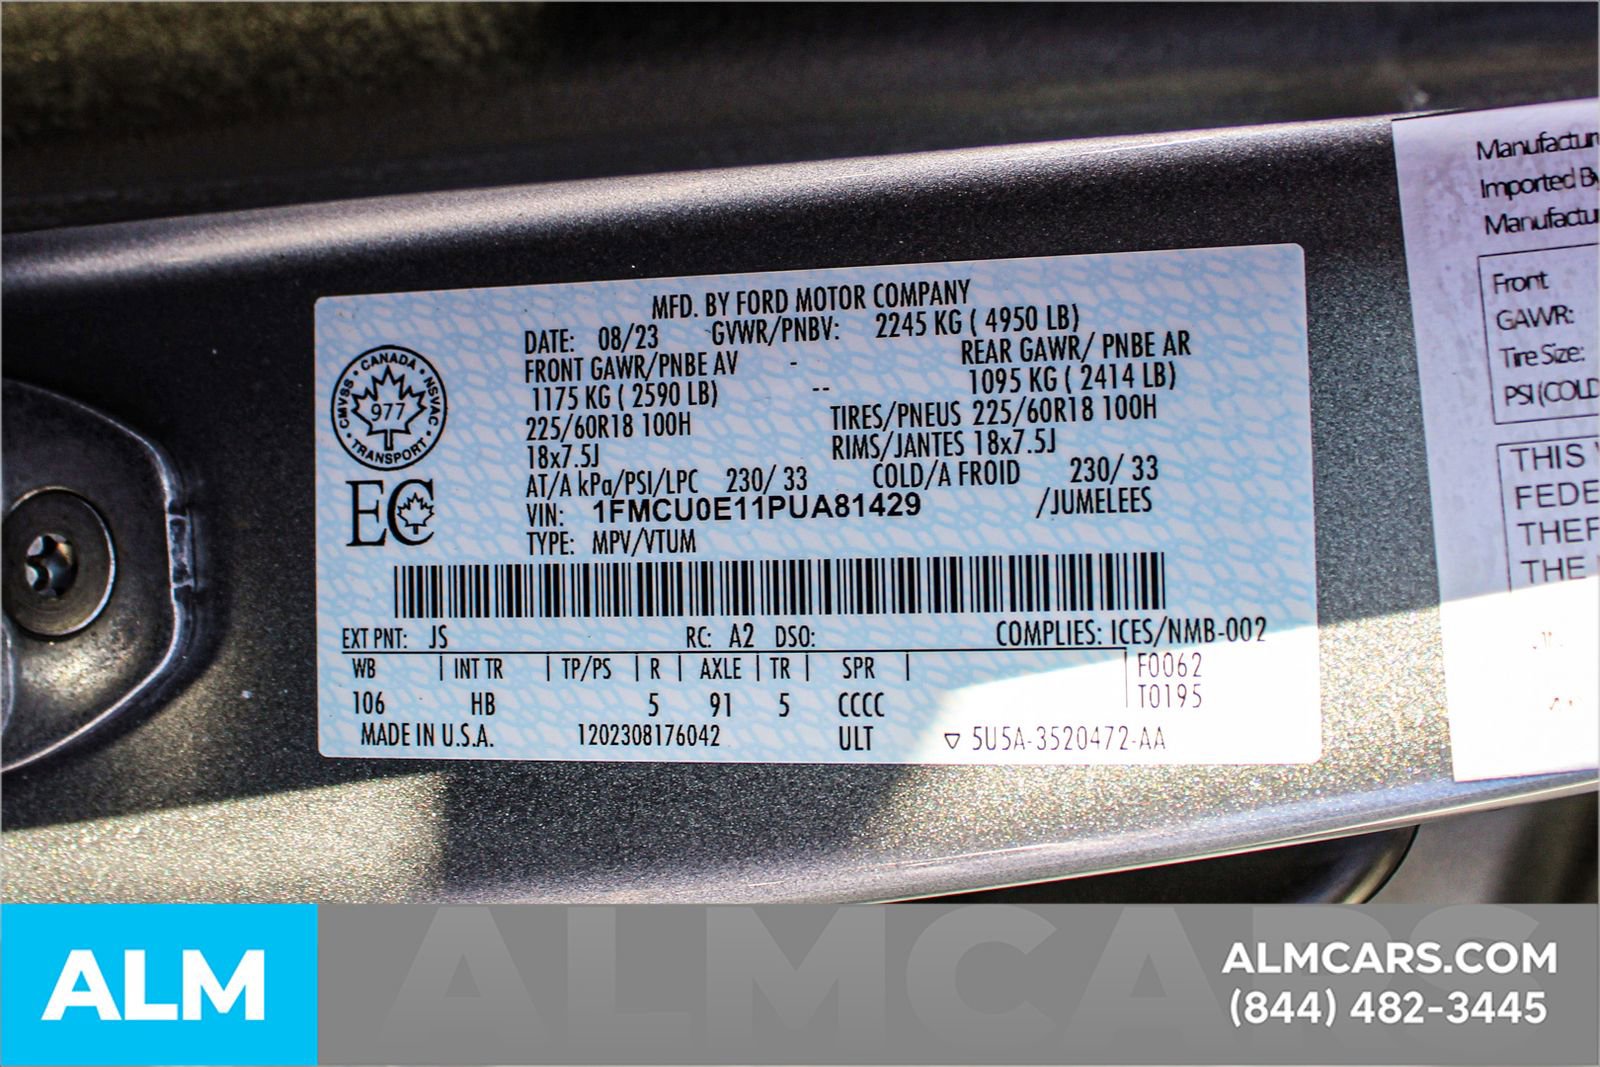 MFD. BY FORD MOTOR COMPANY
DATE: 08/23 GVWR/PNBV: 2245 KG ( 4950 LB)
FRONT GAWR/PNBE AV - REAR GAWR/ PNBE AR
1175 KG ( 2590 LB) -- 1095 KG ( 2414 LB)
225/60R18 100H TIRES/PNEUS 225/60R18 100H
18x7.5J RIMS/JANTES 18x7.5J
AT/A kPa/PSI/LPC 230/ 33 COLD/A FROID 230/ 33
VIN: 1FMCU0E11PUA81429 /JUMELEES
TYPE: MPV/VTUM
CANADA · NSVAC · TRANSPORT · CMVSS ·
977
EC
EXT PNT: JS RC: A2 DSO: COMPLIES: ICES/NMB-002
WB | INT TR | TP/PS | R | AXLE | TR | SPR | F0062
T0195
106 HB 5 91 5 CCCC
MADE IN U.S.A. 1202308176042 ULT ▽ 5U5A-3520472-AA
Manufactur
Imported By
Manufactu
Front
GAWR:
Tire Size:
PSI (COLD
THIS
FEDE
THEF
THE
ALM
ALMCARS
ALMCARS.COM
(844) 482-3445